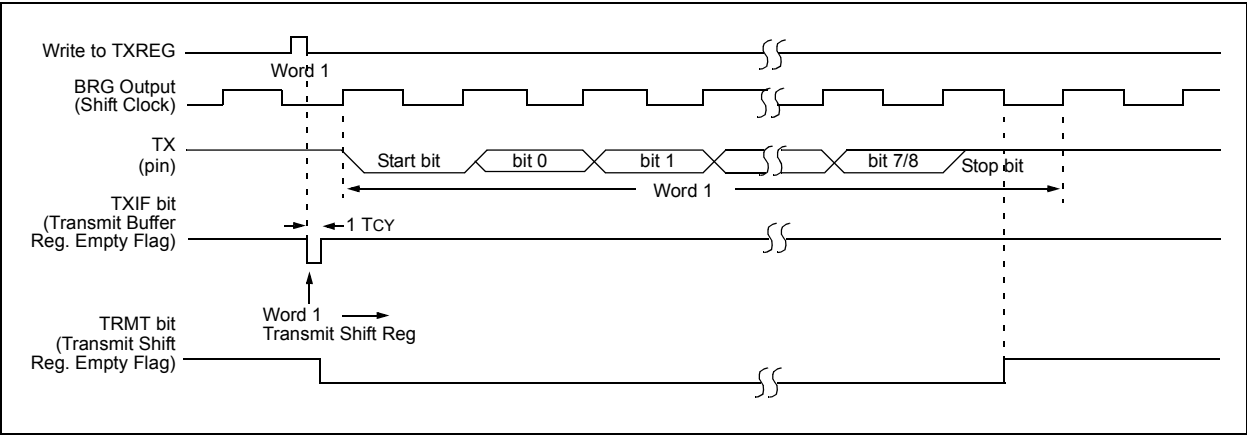 Write to TXREG
Word 1
BRG Output
(Shift Clock)
TX
(pin)
Start bit
bit 0
bit 1
bit 7/8
Stop bit
Word 1
TXIF bit
(Transmit Buffer
Reg. Empty Flag)
1 TCY
Word 1
Transmit Shift Reg
TRMT bit
(Transmit Shift
Reg. Empty Flag)